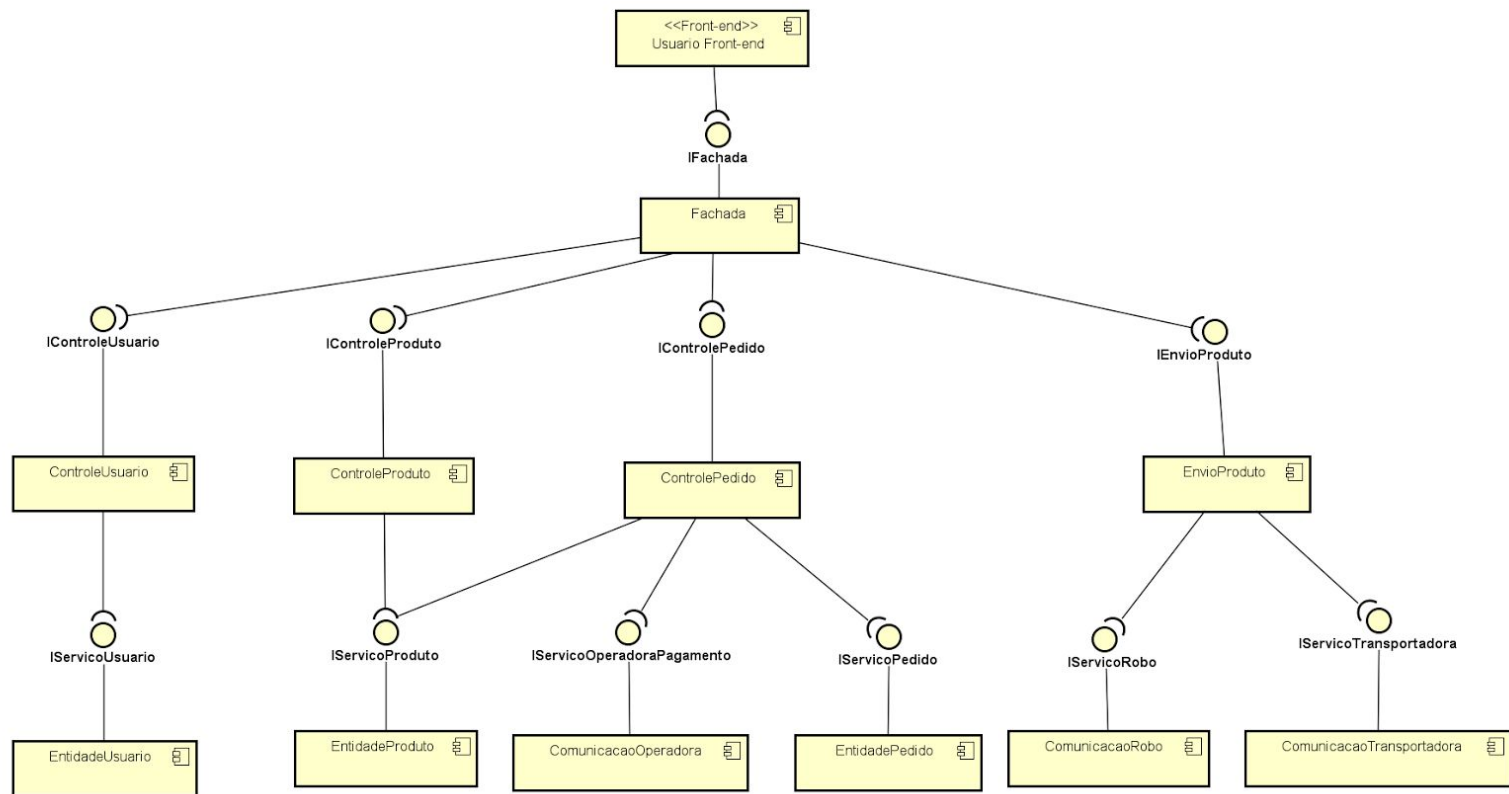 <<Front-end>>
Usuario Front-end
IFachada
Fachada
IControleUsuario
IControleProduto
IControlePedido
IEnvioProduto
ControleUsuario
ControleProduto
ControlePedido
EnvioProduto
IServicoUsuario
IServicoProduto
IServicoOperadoraPagamento
IServicoPedido
IServicoRobo
IServicoTransportadora
EntidadeUsuario
EntidadeProduto
ComunicacaoOperadora
EntidadePedido
ComunicacaoRobo
ComunicacaoTransportadora